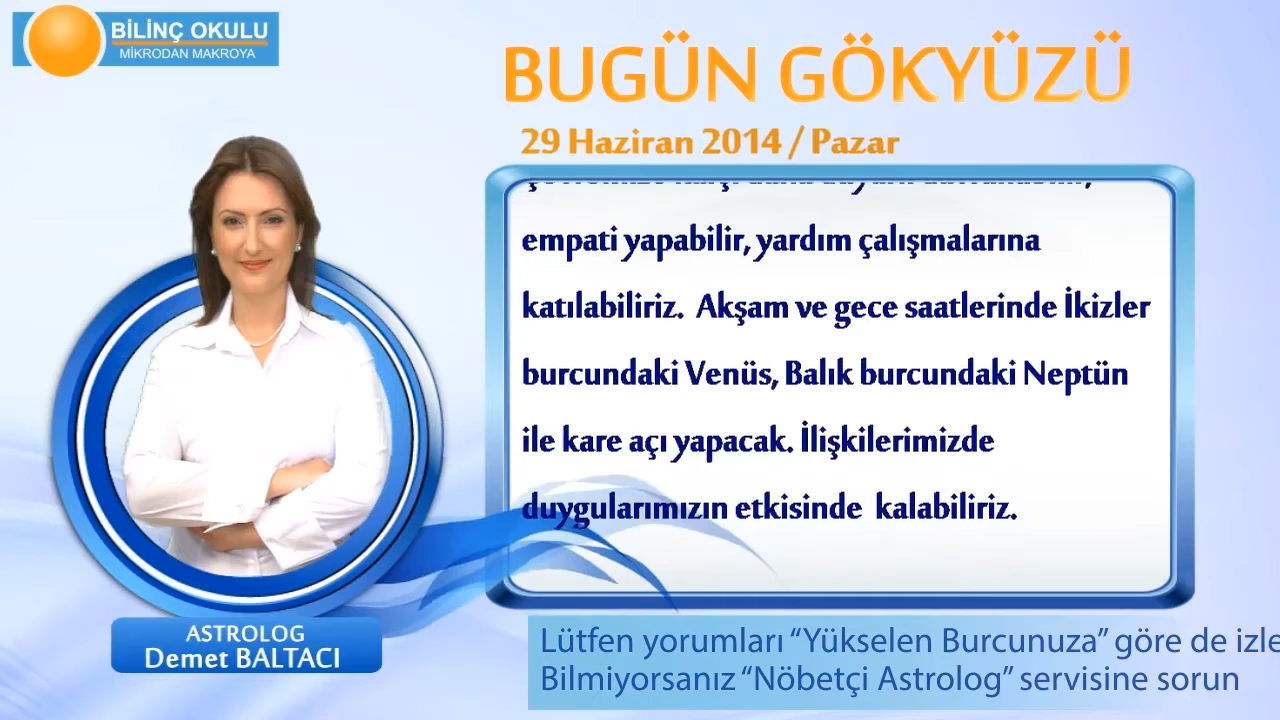 BİLİNÇ OKULU
MİKRODAN MAKROYA
BUGÜN GÖKYÜZÜ
29 Haziran 2014 / Pazar
empati yapabilir, yardım çalışmalarına
katılabiliriz. Akşam ve gece saatlerinde İkizler
burcundaki Venüs, Balık burcundaki Neptün
ile kare açı yapacak. İlişkilerimizde
duygularımızın etkisinde kalabiliriz.
ASTROLOG
Demet BALTACI
Lütfen yorumları “Yükselen Burcunuza” göre de izle
Bilmiyorsanız “Nöbetçi Astrolog” servisine sorun